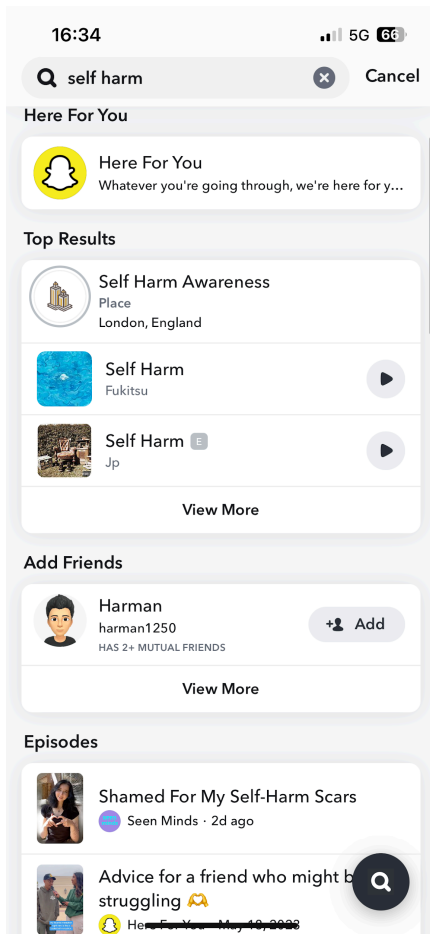 16:34
5G 66
self harm
Cancel
Here For You
Here For You
Whatever you're going through, we're here for y...
Top Results
Self Harm Awareness
Place
London, England
Self Harm
Fukitsu
Self Harm E
Jp
View More
Add Friends
Harman
harman1250
HAS 2+ MUTUAL FRIENDS
Add
View More
Episodes
Shamed For My Self-Harm Scars
Seen Minds · 2d ago
Advice for a friend who might b
struggling 🫶